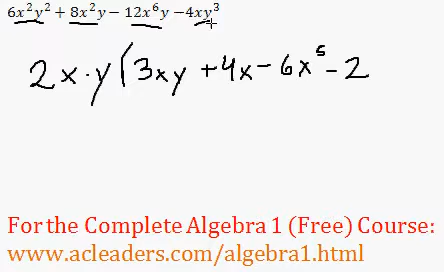 6x²y² + 8x²y − 12x⁶y − 4xy³
2x·y(3xy + 4x − 6x⁵ − 2
For the Complete Algebra 1 (Free) Course:
www.acleaders.com/algebra1.html